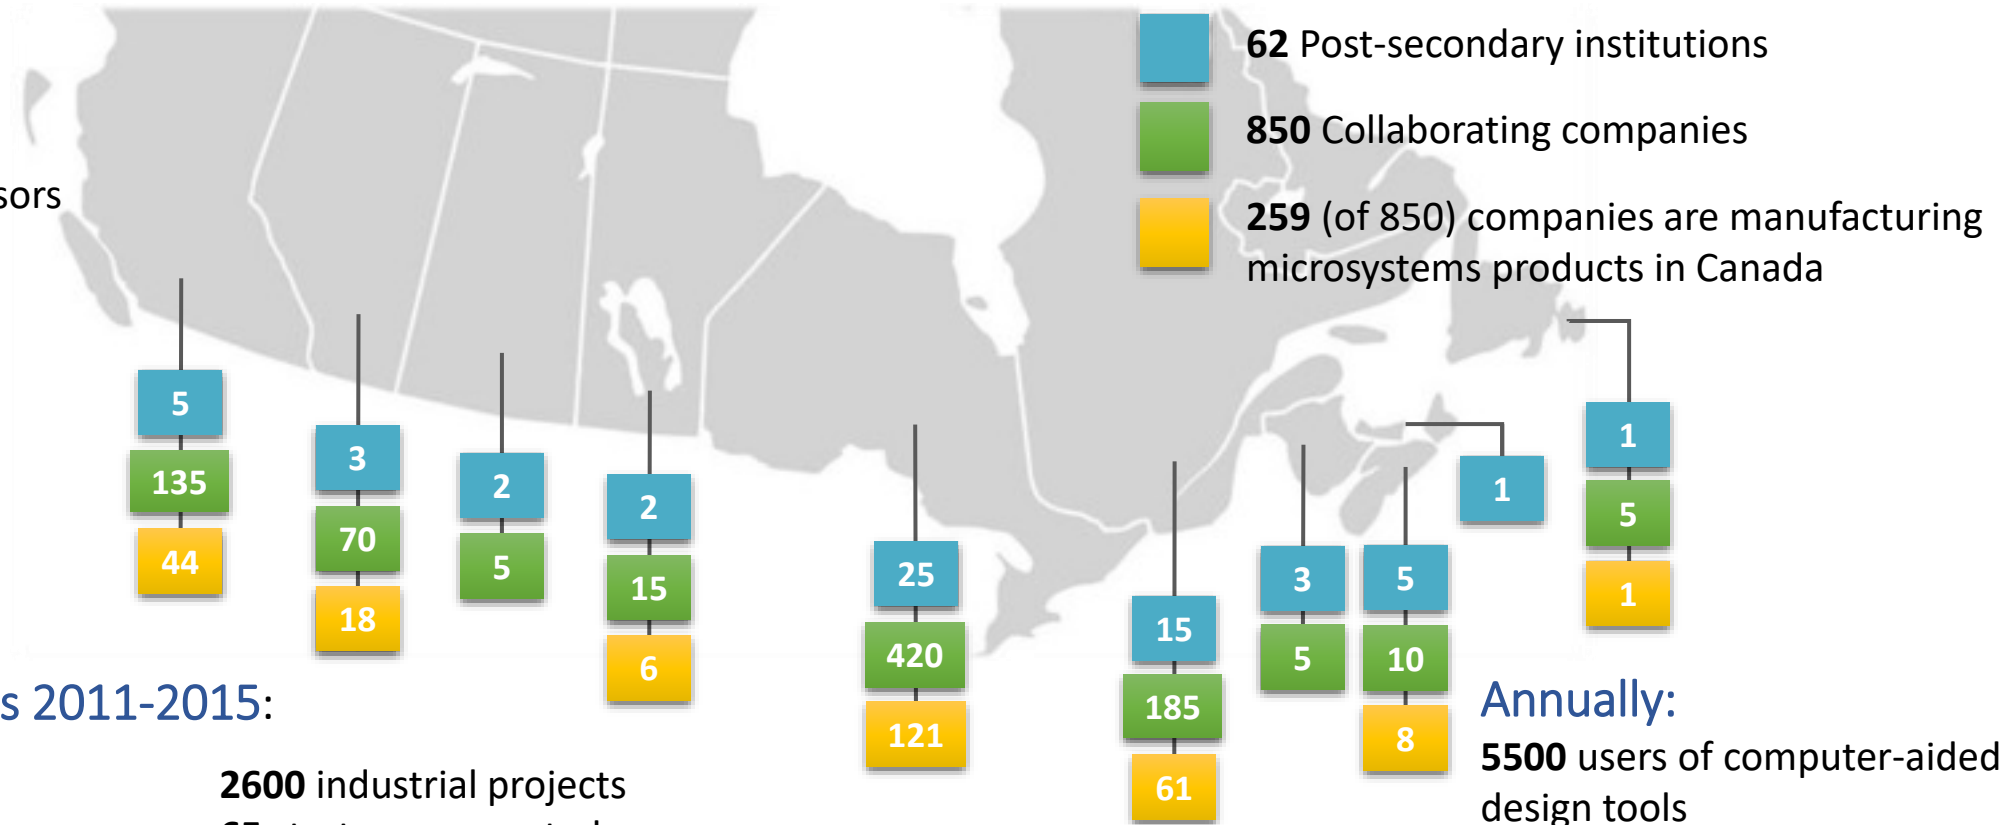 62 Post-secondary institutions
850 Collaborating companies
259 (of 850) companies are manufacturing
microsystems products in Canada
5
135
44
3
70
18
2
5
2
15
6
25
420
121
15
185
61
3
5
5
10
8
1
1
5
1
s 2011-2015:
2600 industrial projects
Annually:
5500 users of computer-aided
design tools